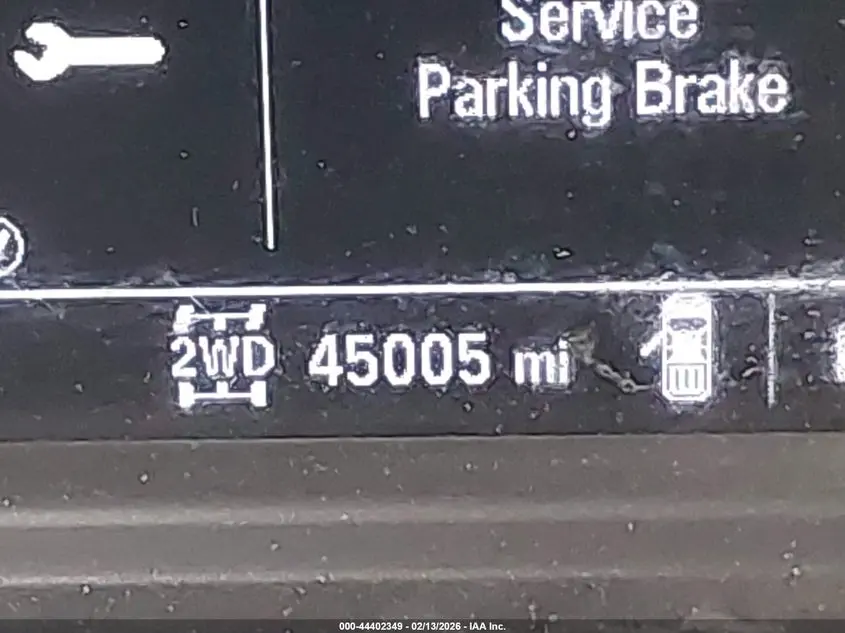 Service
Parking Brake
2WD 45005 mi
000-44402349 - 02/13/2026 - IAA Inc.